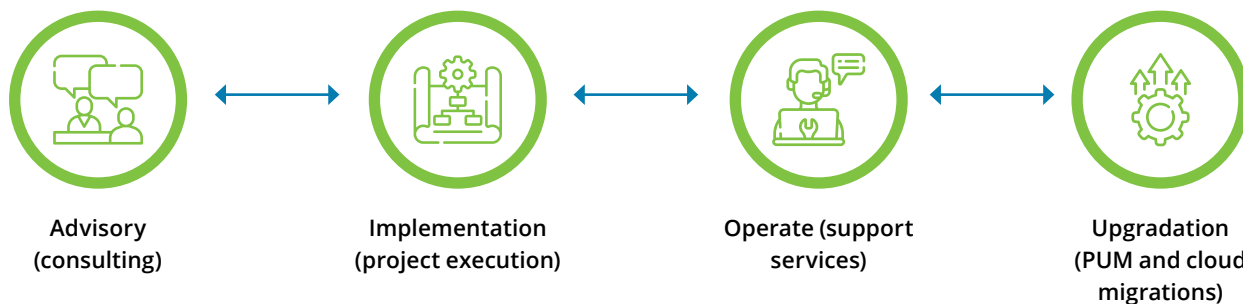 Advisory
(consulting)
Implementation
(project execution)
Operate (support
services)
Upgradation
(PUM and cloud
migrations)